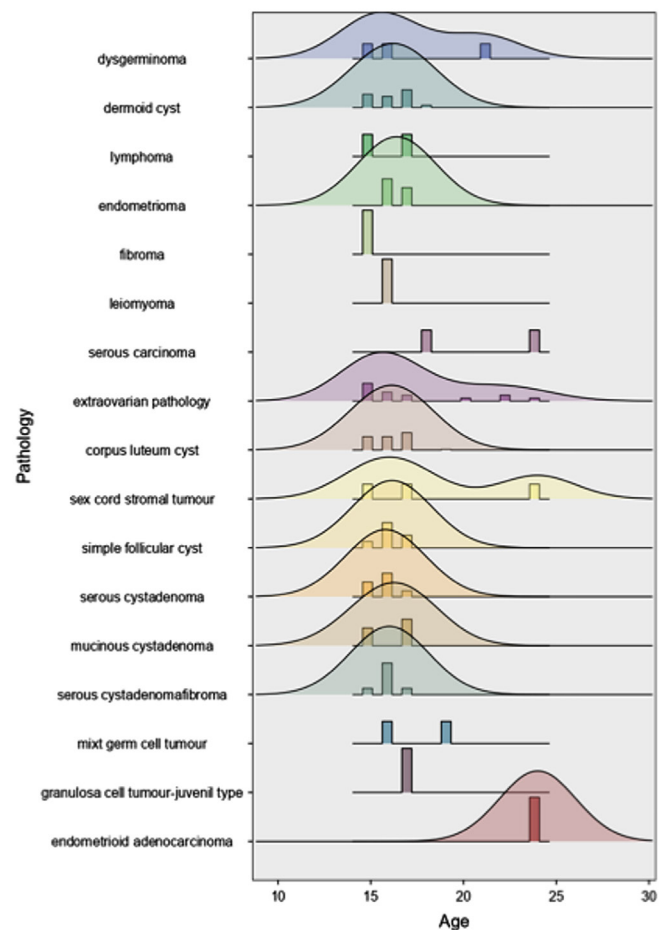 dysgerminoma
dermoid cyst
lymphoma
endometrioma
fibroma
leiomyoma
serous carcinoma
extraovarian pathology
corpus luteum cyst
sex cord stromal tumour
simple follicular cyst
serous cystadenoma
mucinous cystadenoma
serous cystadenomafibroma
mixt germ cell tumour
granulosa cell tumour-juvenil type
endometrioid adenocarcinoma
Pathology
10 15 20 25 30
Age